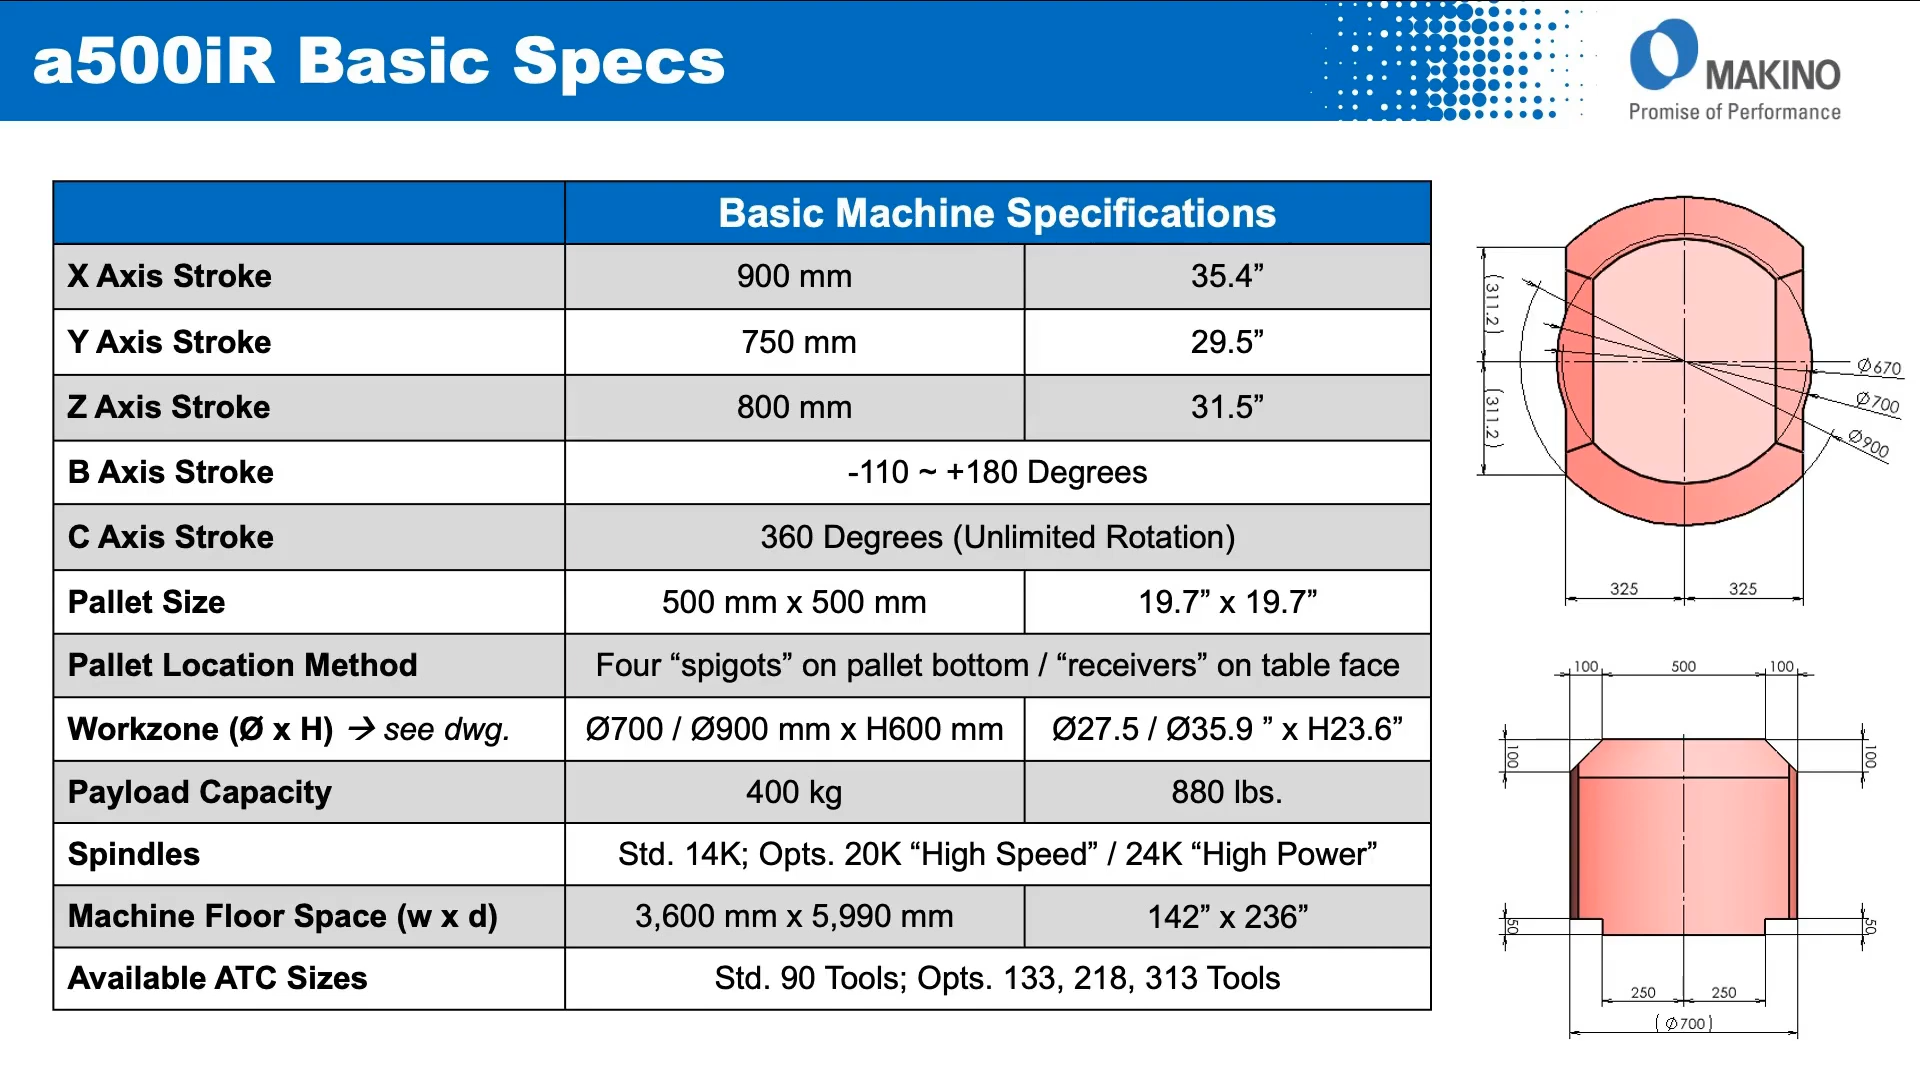 a500iR Basic Specs
MAKINO
Promise of Performance
Basic Machine Specifications
X Axis Stroke 900 mm 35.4”
Y Axis Stroke 750 mm 29.5”
Z Axis Stroke 800 mm 31.5”
B Axis Stroke -110 ~ +180 Degrees
C Axis Stroke 360 Degrees (Unlimited Rotation)
Pallet Size 500 mm x 500 mm 19.7” x 19.7”
Pallet Location Method Four “spigots” on pallet bottom / “receivers” on table face
Workzone (Ø x H) → see dwg. Ø700 / Ø900 mm x H600 mm Ø27.5 / Ø35.9 ” x H23.6”
Payload Capacity 400 kg 880 lbs.
Spindles Std. 14K; Opts. 20K “High Speed” / 24K “High Power”
Machine Floor Space (w x d) 3,600 mm x 5,990 mm 142” x 236”
Available ATC Sizes Std. 90 Tools; Opts. 133, 218, 313 Tools
(311.2)
(311.2)
Ø670
Ø700
Ø900
325 325
100 500 100
100 100
50 50
250 250
(Ø700)